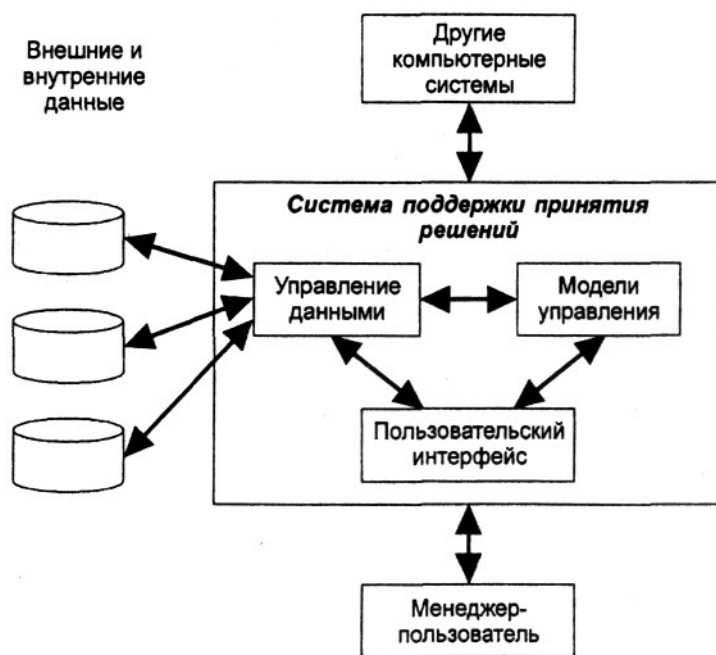 Внешние и
внутренние
данные
Другие
компьютерные
системы
Система поддержки принятия
решений
Управление
данными
Модели
управления
Пользовательский
интерфейс
Менеджер-
пользователь